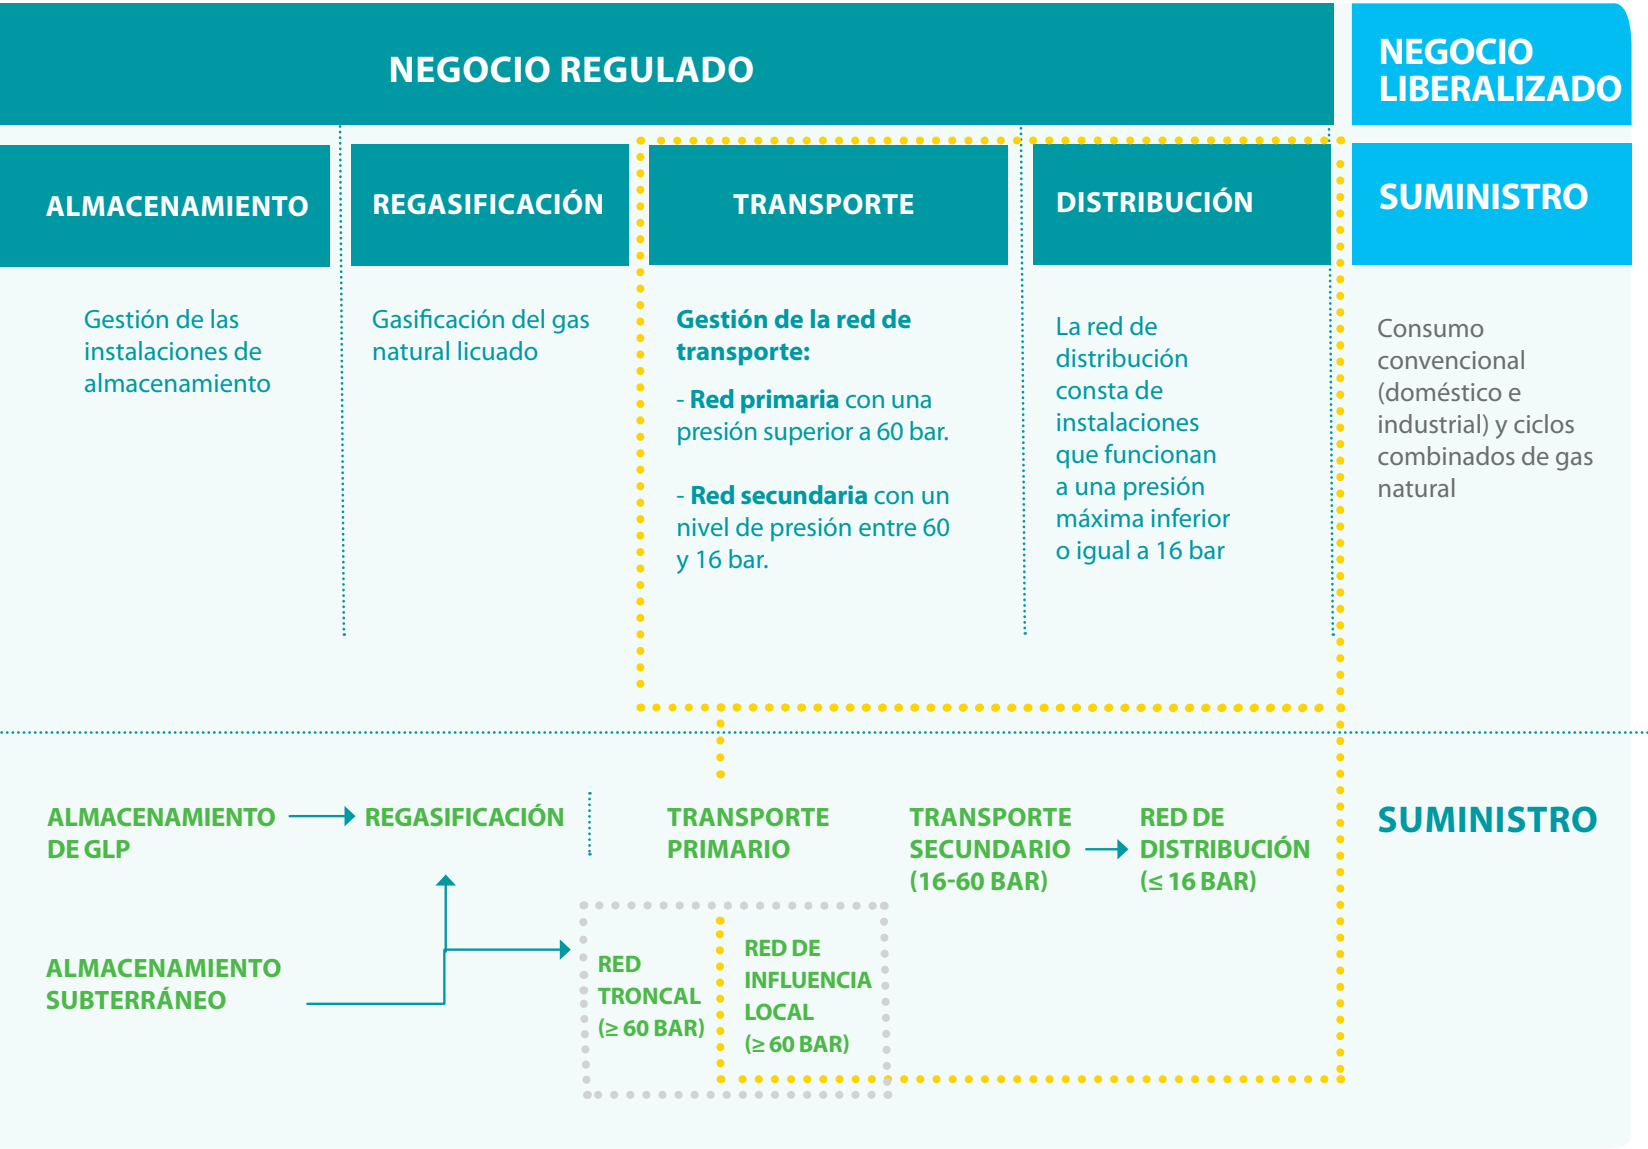 NEGOCIO REGULADO
NEGOCIO
LIBERALIZADO
ALMACENAMIENTO
REGASIFICACIÓN
TRANSPORTE
DISTRIBUCIÓN
SUMINISTRO
Gestión de las
instalaciones de
almacenamiento
Gasificación del gas
natural licuado
Gestión de la red de
transporte:
- Red primaria con una
presión superior a 60 bar.
- Red secundaria con un
nivel de presión entre 60
y 16 bar.
La red de
distribución
consta de
instalaciones
que funcionan
a una presión
máxima inferior
o igual a 16 bar
Consumo
convencional
(doméstico e
industrial) y ciclos
combinados de gas
natural
ALMACENAMIENTO
DE GLP
REGASIFICACIÓN
TRANSPORTE
PRIMARIO
TRANSPORTE
SECUNDARIO
(16-60 BAR)
RED DE
DISTRIBUCIÓN
(≤ 16 BAR)
SUMINISTRO
ALMACENAMIENTO
SUBTERRÁNEO
RED
TRONCAL
(≥ 60 BAR)
RED DE
INFLUENCIA
LOCAL
(≥ 60 BAR)